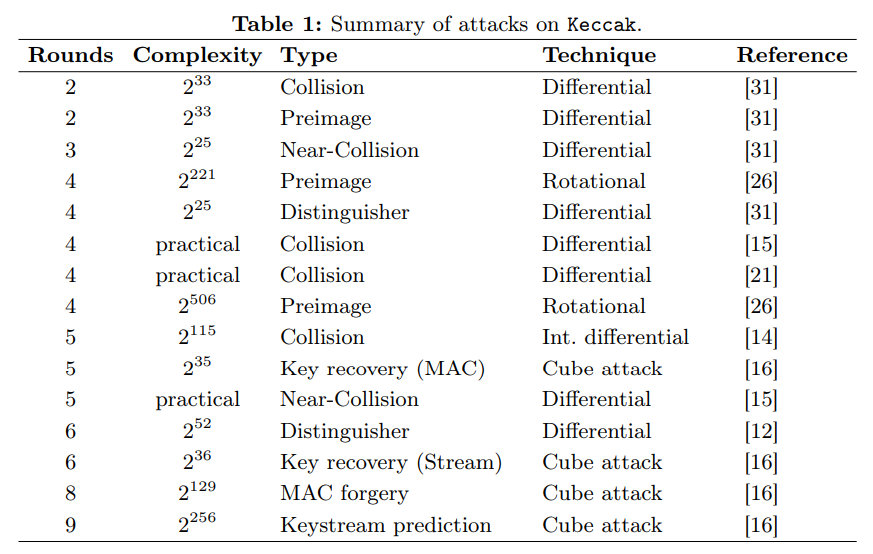 Table 1: Summary of attacks on Keccak.
Rounds Complexity Type Technique Reference
2 2^33 Collision Differential [31]
2 2^33 Preimage Differential [31]
3 2^25 Near-Collision Differential [31]
4 2^221 Preimage Rotational [26]
4 2^25 Distinguisher Differential [31]
4 practical Collision Differential [15]
4 practical Collision Differential [21]
4 2^506 Preimage Rotational [26]
5 2^115 Collision Int. differential [14]
5 2^35 Key recovery (MAC) Cube attack [16]
5 practical Near-Collision Differential [15]
6 2^52 Distinguisher Differential [12]
6 2^36 Key recovery (Stream) Cube attack [16]
8 2^129 MAC forgery Cube attack [16]
9 2^256 Keystream prediction Cube attack [16]